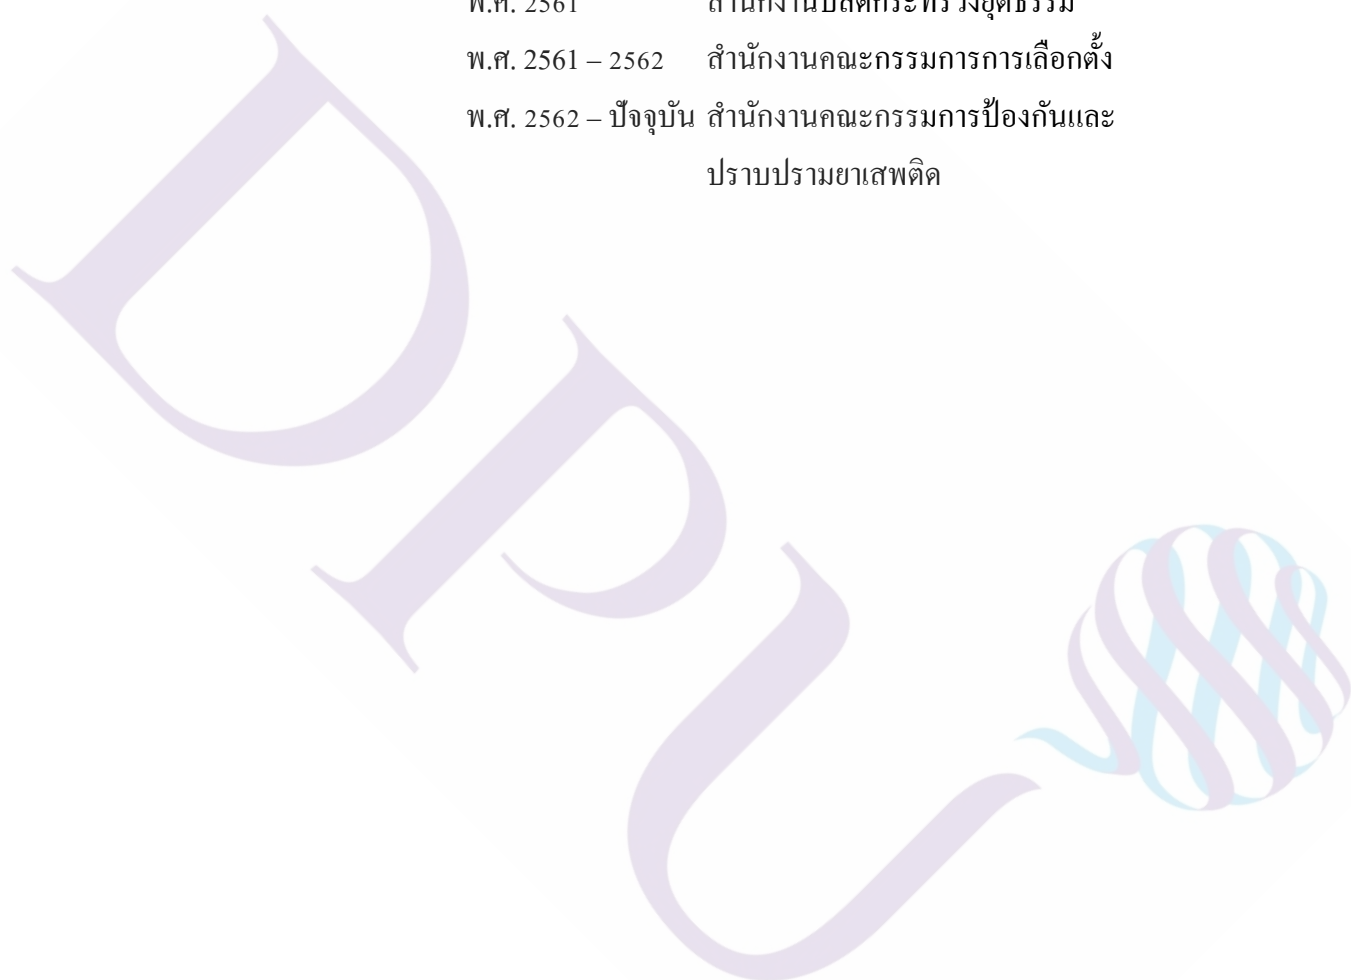 พ.ศ. 2561 สำนักงานปลัดกระทรวงยุติธรรม
พ.ศ. 2561 – 2562 สำนักงานคณะกรรมการการเลือกตั้ง
พ.ศ. 2562 – ปัจจุบัน สำนักงานคณะกรรมการป้องกันและ
ปราบปรามยาเสพติด
DPU